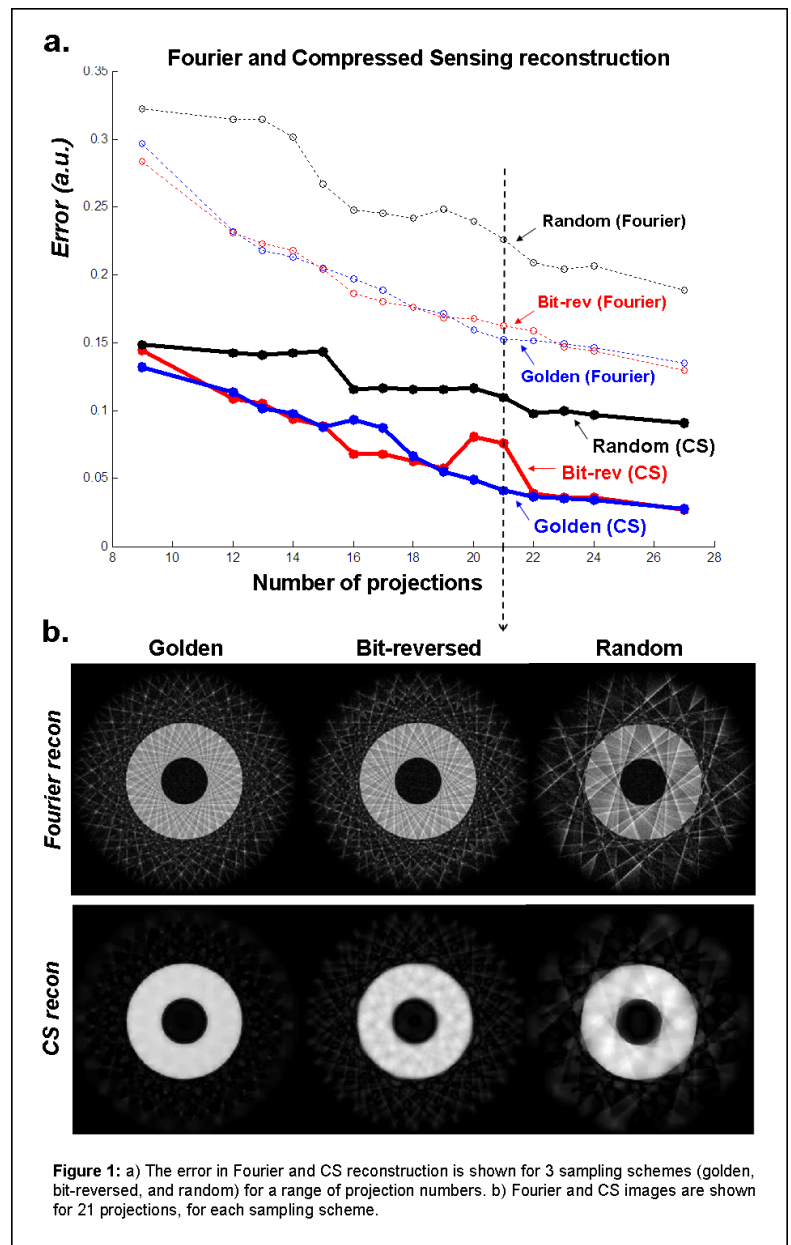 a.
Fourier and Compressed Sensing reconstruction
Error (a.u.)
0.35
0.3
0.25
0.2
0.15
0.1
0.05
0
Random (Fourier)
Bit-rev (Fourier)
Golden (Fourier)
Random (CS)
Bit-rev (CS)
Golden (CS)
8 10 12 14 16 18 20 22 24 26 28
Number of projections
b.
Golden Bit-reversed Random
Fourier recon
CS recon
Figure 1: a) The error in Fourier and CS reconstruction is shown for 3 sampling schemes (golden,
bit-reversed, and random) for a range of projection numbers. b) Fourier and CS images are shown
for 21 projections, for each sampling scheme.